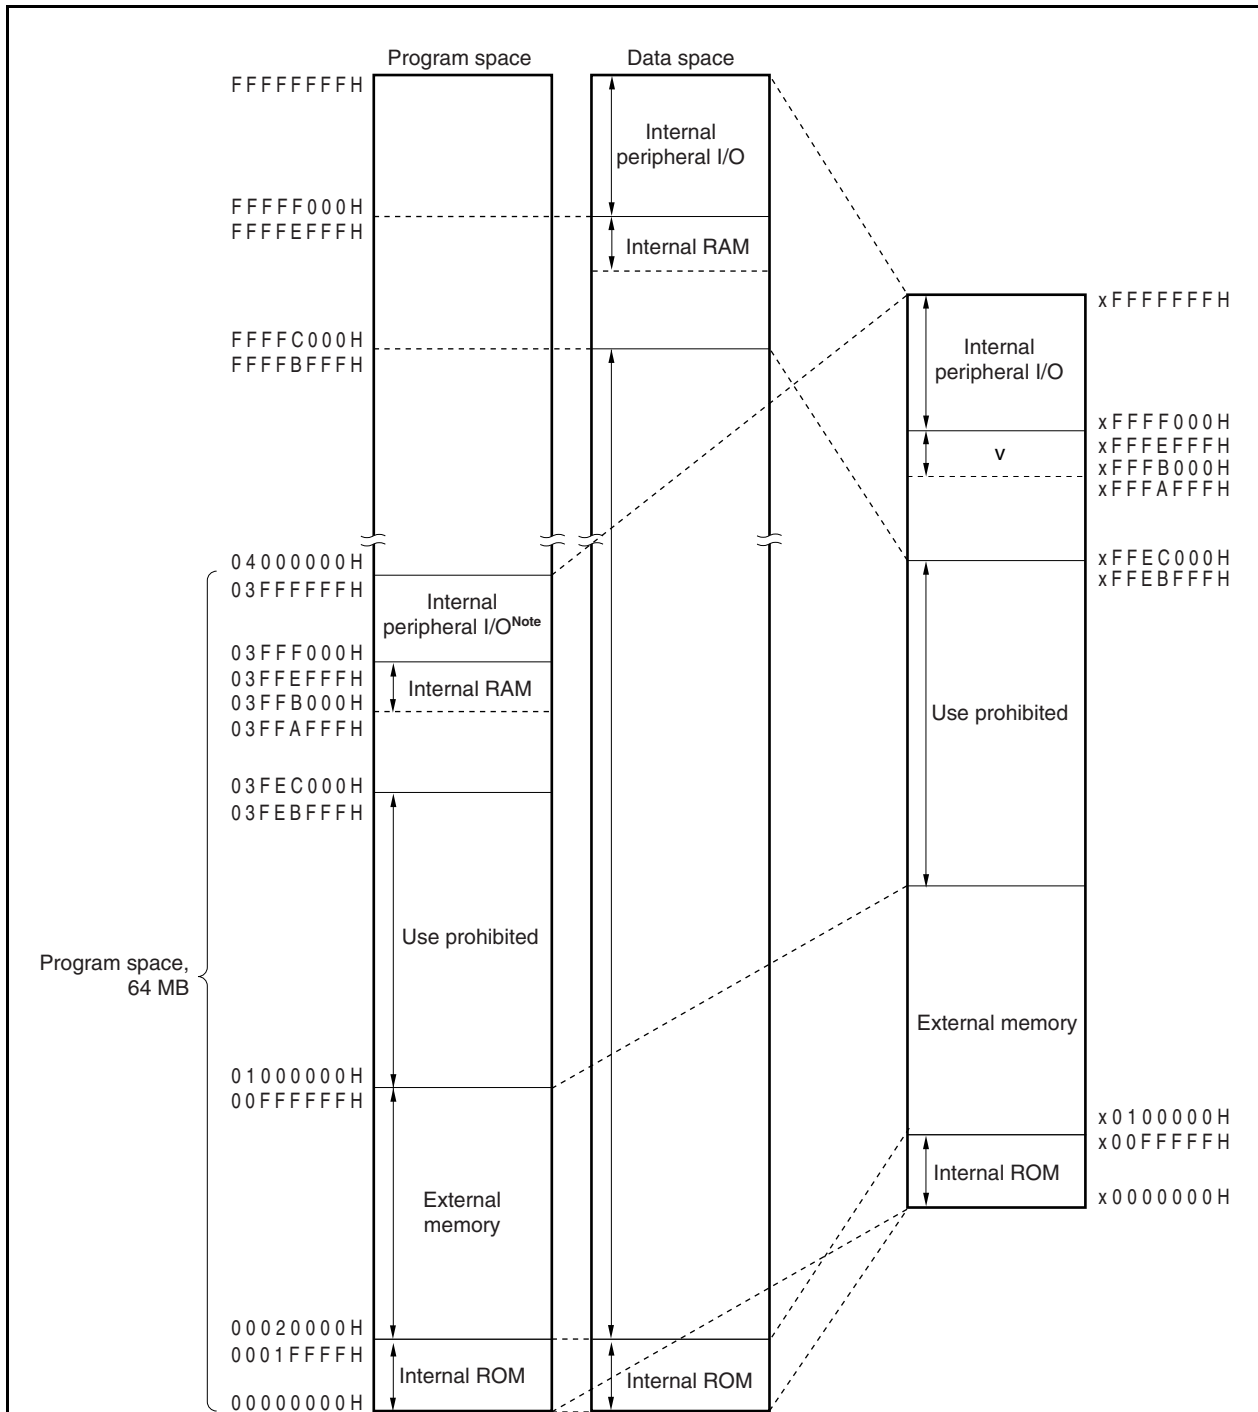 Program space
Data space
FFFFFFFFH
Internal
peripheral I/O
FFFFF000H
FFFFEFFFH
Internal RAM
FFFFC000H
FFFFBFFFH
04000000H
03FFFFFFH
Internal
peripheral I/ONote
03FFF000H
03FFEFFFH
Internal RAM
03FFB000H
03FFAFFFH
03FEC000H
03FEBFFFH
Use prohibited
Program space,
64 MB
01000000H
00FFFFFFH
External
memory
00020000H
0001FFFFH
Internal ROM
Internal ROM
00000000H
xFFFFFFFH
Internal
peripheral I/O
xFFFF000H
xFFFEFFFH
v
xFFFB000H
xFFFAFFFH
xFFEC000H
xFFEBFFFH
Use prohibited
External memory
x0100000H
x00FFFFFH
Internal ROM
x0000000H